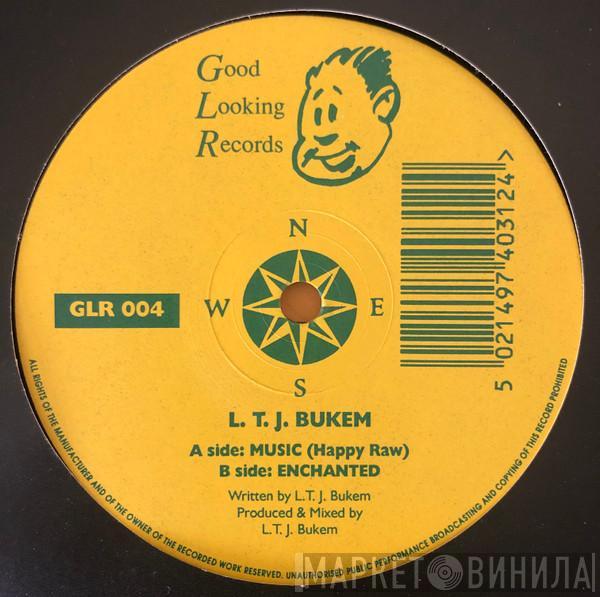 Good
Looking
Records
5 021497 403124 >
N
W
E
S
GLR 004
L. T. J. BUKEM
A side: MUSIC (Happy Raw)
B side: ENCHANTED
Written by L.T. J. Bukem
Produced & Mixed by
L.T. J. Bukem
ALL RIGHTS OF THE MANUFACTURER AND OF THE OWNER OF THE RECORDED WORK RESERVED. UNAUTHORISED PUBLIC PERFORMANCE BROADCASTING AND COPYING OF THIS RECORD PROHIBITED
МАРКЕТ ВИНИЛА